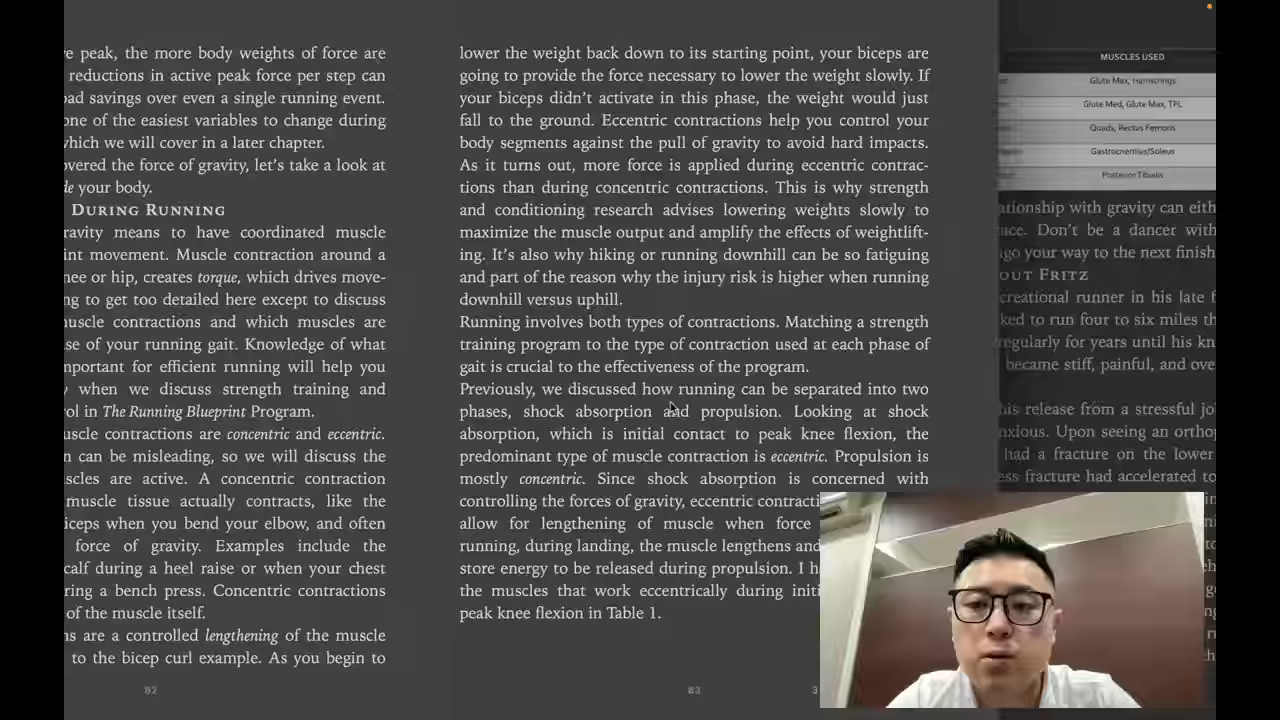 ve peak, the more body weights of force are
reductions in active peak force per step can
oad savings over even a single running event.
one of the easiest variables to change during
which we will cover in a later chapter.
overed the force of gravity, let's take a look at
de your body.
DURING RUNNING
ravity means to have coordinated muscle
int movement. Muscle contraction around a
nee or hip, creates torque, which drives move-
ng to get too detailed here except to discuss
muscle contractions and which muscles are
se of your running gait. Knowledge of what
mportant for efficient running will help you
when we discuss strength training and
ol in The Running Blueprint Program.
uscle contractions are concentric and eccentric.
n can be misleading, so we will discuss the
scles are active. A concentric contraction
muscle tissue actually contracts, like the
iceps when you bend your elbow, and often
force of gravity. Examples include the
calf during a heel raise or when your chest
ring a bench press. Concentric contractions
of the muscle itself.
ns are a controlled lengthening of the muscle
to the bicep curl example. As you begin to
92
lower the weight back down to its starting point, your biceps are
going to provide the force necessary to lower the weight slowly. If
your biceps didn't activate in this phase, the weight would just
fall to the ground. Eccentric contractions help you control your
body segments against the pull of gravity to avoid hard impacts.
As it turns out, more force is applied during eccentric contrac-
tions than during concentric contractions. This is why strength
and conditioning research advises lowering weights slowly to
maximize the muscle output and amplify the effects of weightlift-
ing. It's also why hiking or running downhill can be so fatiguing
and part of the reason why the injury risk is higher when running
downhill versus uphill.
Running involves both types of contractions. Matching a strength
training program to the type of contraction used at each phase of
gait is crucial to the effectiveness of the program.
Previously, we discussed how running can be separated into two
phases, shock absorption and propulsion. Looking at shock
absorption, which is initial contact to peak knee flexion, the
predominant type of muscle contraction is eccentric. Propulsion is
mostly concentric. Since shock absorption is concerned with
controlling the forces of gravity, eccentric contracti
allow for lengthening of muscle when force
running, during landing, the muscle lengthens and
store energy to be released during propulsion. I h
the muscles that work eccentrically during initi
peak knee flexion in Table 1.
83
3
MUSCLES USED
Glute Max, Hamstrings
Glute Med, Glute Max, TPL
Quads, Rectus Femoris
Gastrocnemius/Soleus
Posterior Tibialis
ationship with gravity can eith
ace. Don't be a dancer with
go your way to the next finish
OUT FRITZ
creational runner in his late f
ked to run four to six miles th
regularly for years until his kn
became stiff, painful, and ove
his release from a stressful jo
nxious. Upon seeing an orthop
had a fracture on the lower
ess fracture had accelerated to